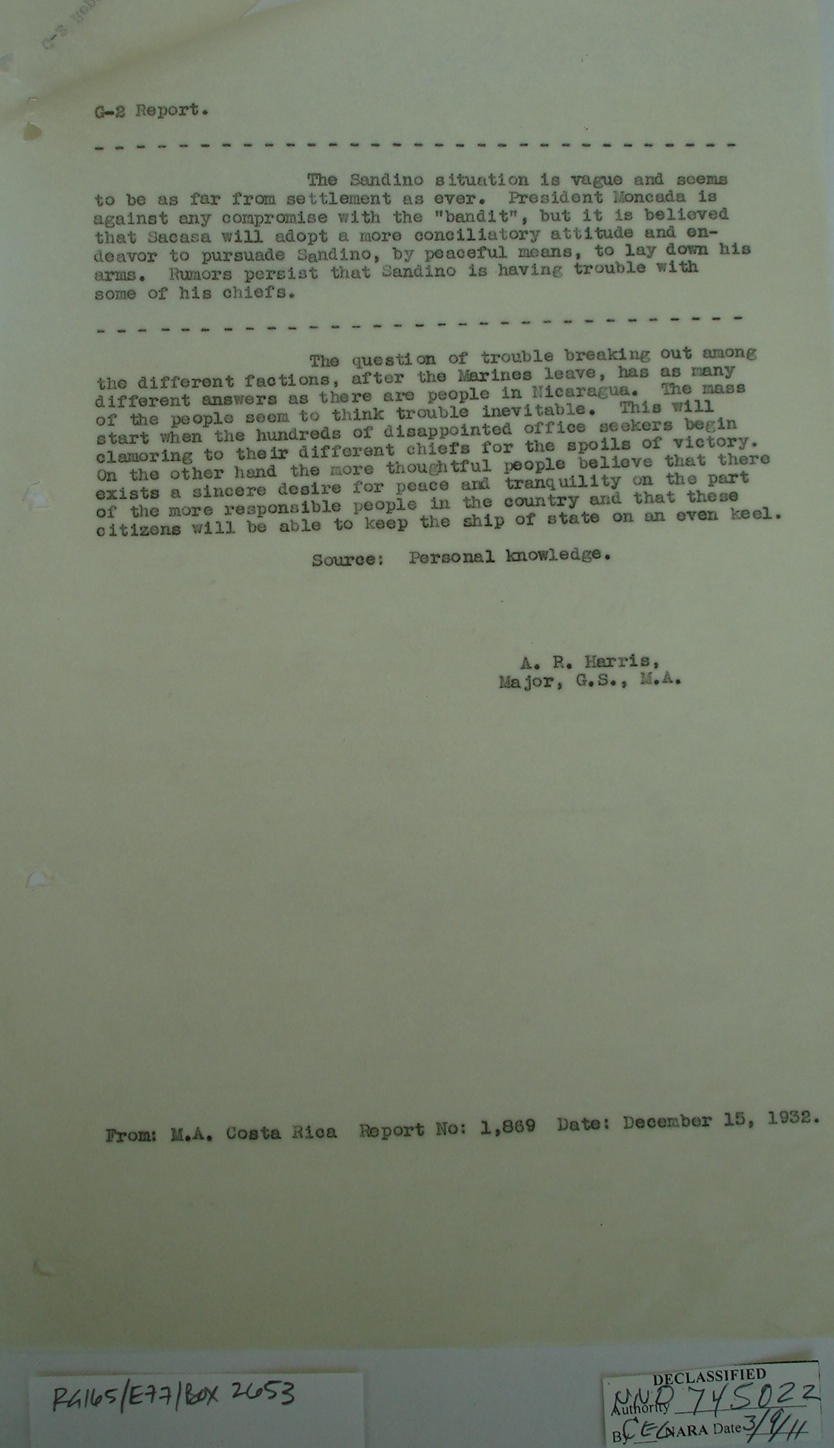 G-2 Report.
- - - - - - - - - - - - - - - - - - - - - - - - - - - - - - -
The Sandino situation is vague and seems
to be as far from settlement as ever. President Moncada is
against any compromise with the "bandit", but it is believed
that Sacasa will adopt a more conciliatory attitude and en-
deavor to pursuade Sandino, by peaceful means, to lay down his
arms. Rumors persist that Sandino is having trouble with
some of his chiefs.
- - - - - - - - - - - - - - - - - - - - - - - - - - - - - - -
The question of trouble breaking out among
the different factions, after the Marines leave, has as many
different answers as there are people in Nicaragua. The mass
of the people seem to think trouble inevitable. This will
start when the hundreds of disappointed office seekers begin
clamoring to their different chiefs for the spoils of victory.
On the other hand the more thoughtful people believe that there
exists a sincere desire for peace and tranquility on the part
of the more responsible people in the country and that these
citizens will be able to keep the ship of state on an even keel.
Source: Personal knowledge.
A. R. Harris,
Major, G.S., M.A.
From: M.A. Costa Rica Report No: 1,869 Date: December 15, 1932.
RG165/E77/BOX 2653
DECLASSIFIED
Authority NND 745022
By CEG NARA Date 3/9/11